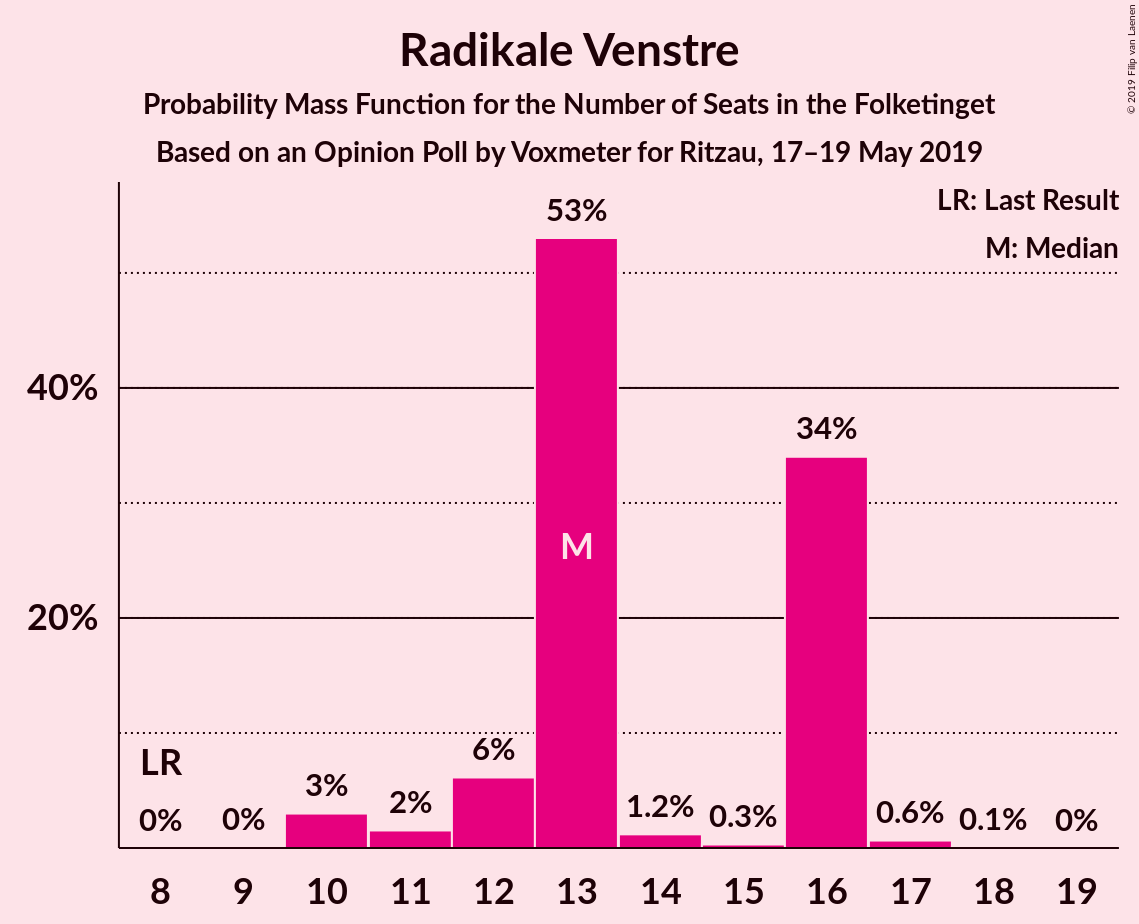 Radikale Venstre
Probability Mass Function for the Number of Seats in the Folketinget
Based on an Opinion Poll by Voxmeter for Ritzau, 17–19 May 2019
© 2019 Filip van Laenen
LR: Last Result
M: Median
53%
40%
34%
M
20%
LR
0%
0%
3%
2%
6%
1.2%
0.3%
0.6%
0.1%
0%
8 9 10 11 12 13 14 15 16 17 18 19